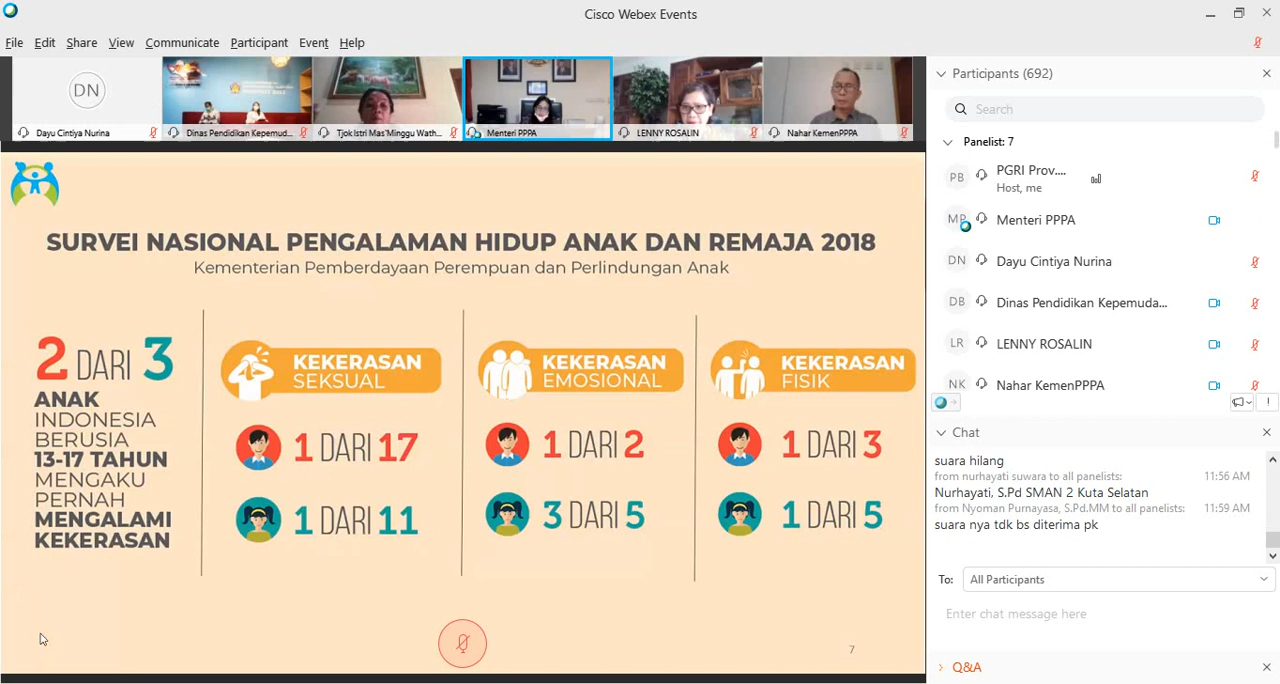 Cisco Webex Events
File Edit Share View Communicate Participant Event Help
DN
Dayu Cintiya Nurina
Dinas Pendidikan Kepemud...
Tjok Istri Mas'Minggu Wath...
Menteri PPPA
LENNY ROSALIN
Nahar KemenPPPA
SURVEI NASIONAL PENGALAMAN HIDUP ANAK DAN REMAJA 2018
Kementerian Pemberdayaan Perempuan dan Perlindungan Anak
2 DARI 3
ANAK
INDONESIA
BERUSIA
13-17 TAHUN
MENGAKU
PERNAH
MENGALAMI
KEKERASAN
KEKERASAN
SEKSUAL
1 DARI 17
1 DARI 11
KEKERASAN
EMOSIONAL
1 DARI 2
3 DARI 5
KEKERASAN
FISIK
1 DARI 3
1 DARI 5
7
Participants (692)
Search
Panelist: 7
PB
PGRI Prov....
Host, me
MP
Menteri PPPA
DN
Dayu Cintiya Nurina
DB
Dinas Pendidikan Kepemuda...
LR
LENNY ROSALIN
NK
Nahar KemenPPPA
Chat
suara hilang
from nurhayati suwara to all panelists: 11:56 AM
Nurhayati, S.Pd SMAN 2 Kuta Selatan
from Nyoman Purnayasa, S.Pd.MM to all panelists: 11:59 AM
suara nya tdk bs diterima pk
To: All Participants
Enter chat message here
Q&A